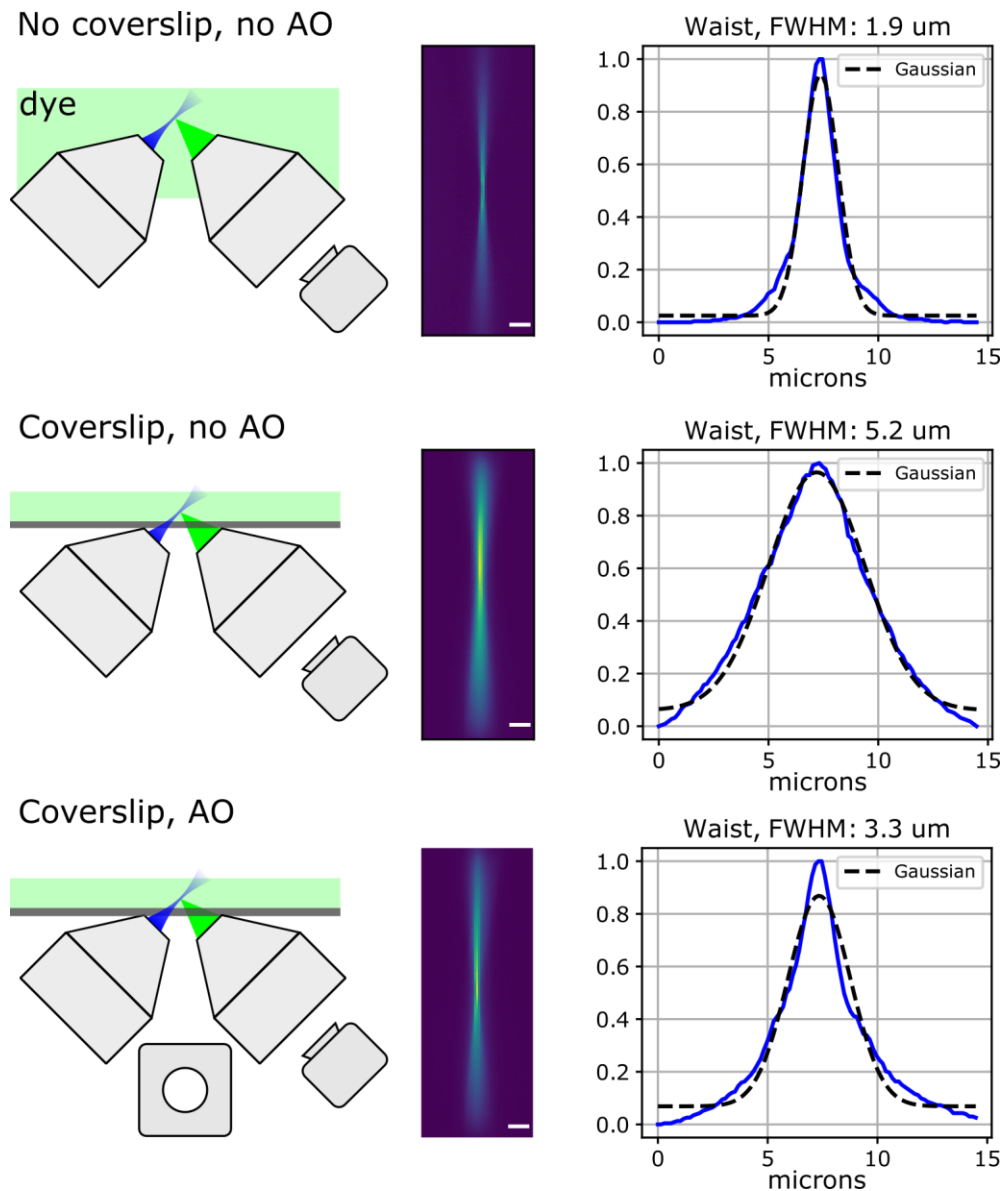 No coverslip, no AO
dye
Waist, FWHM: 1.9 um
Gaussian
1.0
0.8
0.6
0.4
0.2
0.0
0 5 10 15
microns
Coverslip, no AO
Waist, FWHM: 5.2 um
Gaussian
1.0
0.8
0.6
0.4
0.2
0.0
0 5 10 15
microns
Coverslip, AO
Waist, FWHM: 3.3 um
Gaussian
1.0
0.8
0.6
0.4
0.2
0.0
0 5 10 15
microns